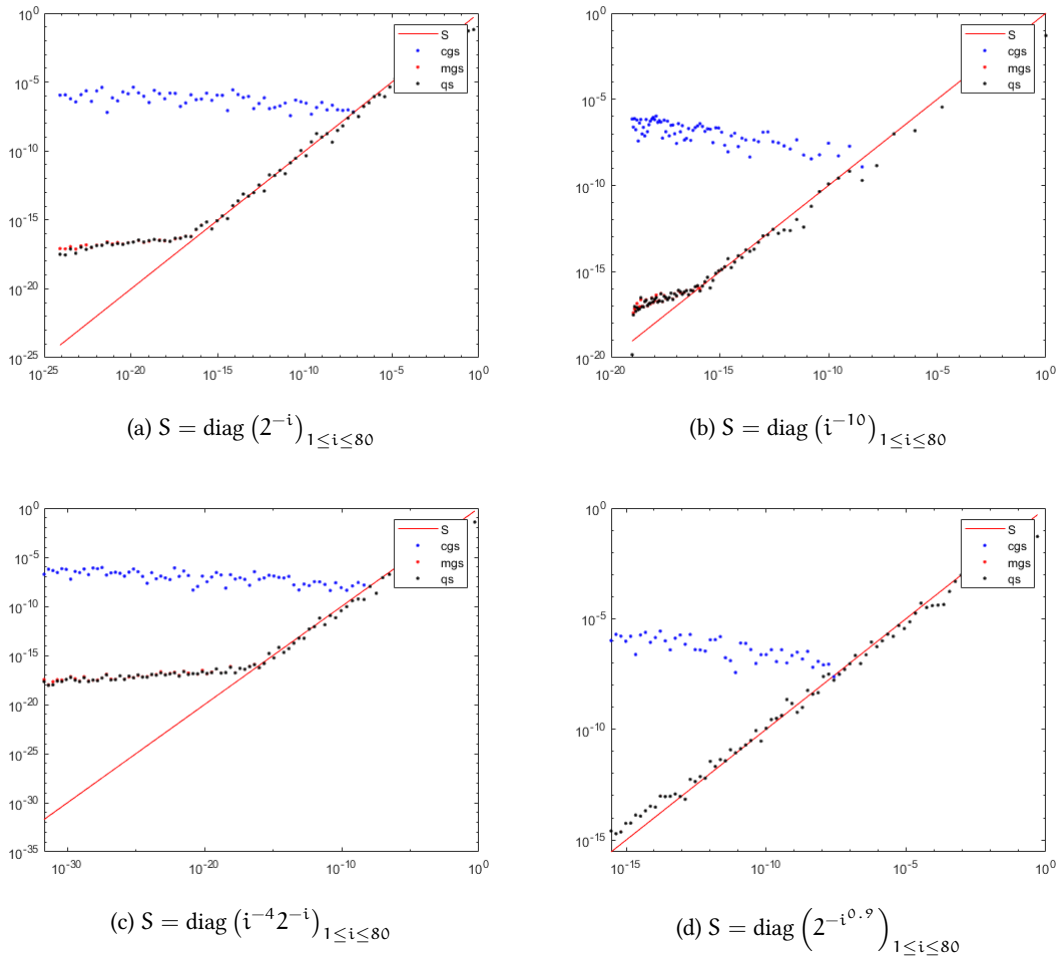 10^0
10^-5
10^-10
10^-15
10^-20
10^-25
10^-25 10^-20 10^-15 10^-10 10^-5 10^0
S
cgs
mgs
qs
(a) S = diag (2^{-i})_{1≤i≤80}
10^0
10^-5
10^-10
10^-15
10^-20
10^-20 10^-15 10^-10 10^-5 10^0
S
cgs
mgs
qs
(b) S = diag (i^{-10})_{1≤i≤80}
10^0
10^-5
10^-10
10^-15
10^-20
10^-25
10^-30
10^-35
10^-30 10^-20 10^-10 10^0
S
cgs
mgs
qs
(c) S = diag (i^{-4}2^{-i})_{1≤i≤80}
10^0
10^-5
10^-10
10^-15
10^-15 10^-10 10^-5 10^0
S
cgs
mgs
qs
(d) S = diag (2^{-i^{0.9}})_{1≤i≤80}